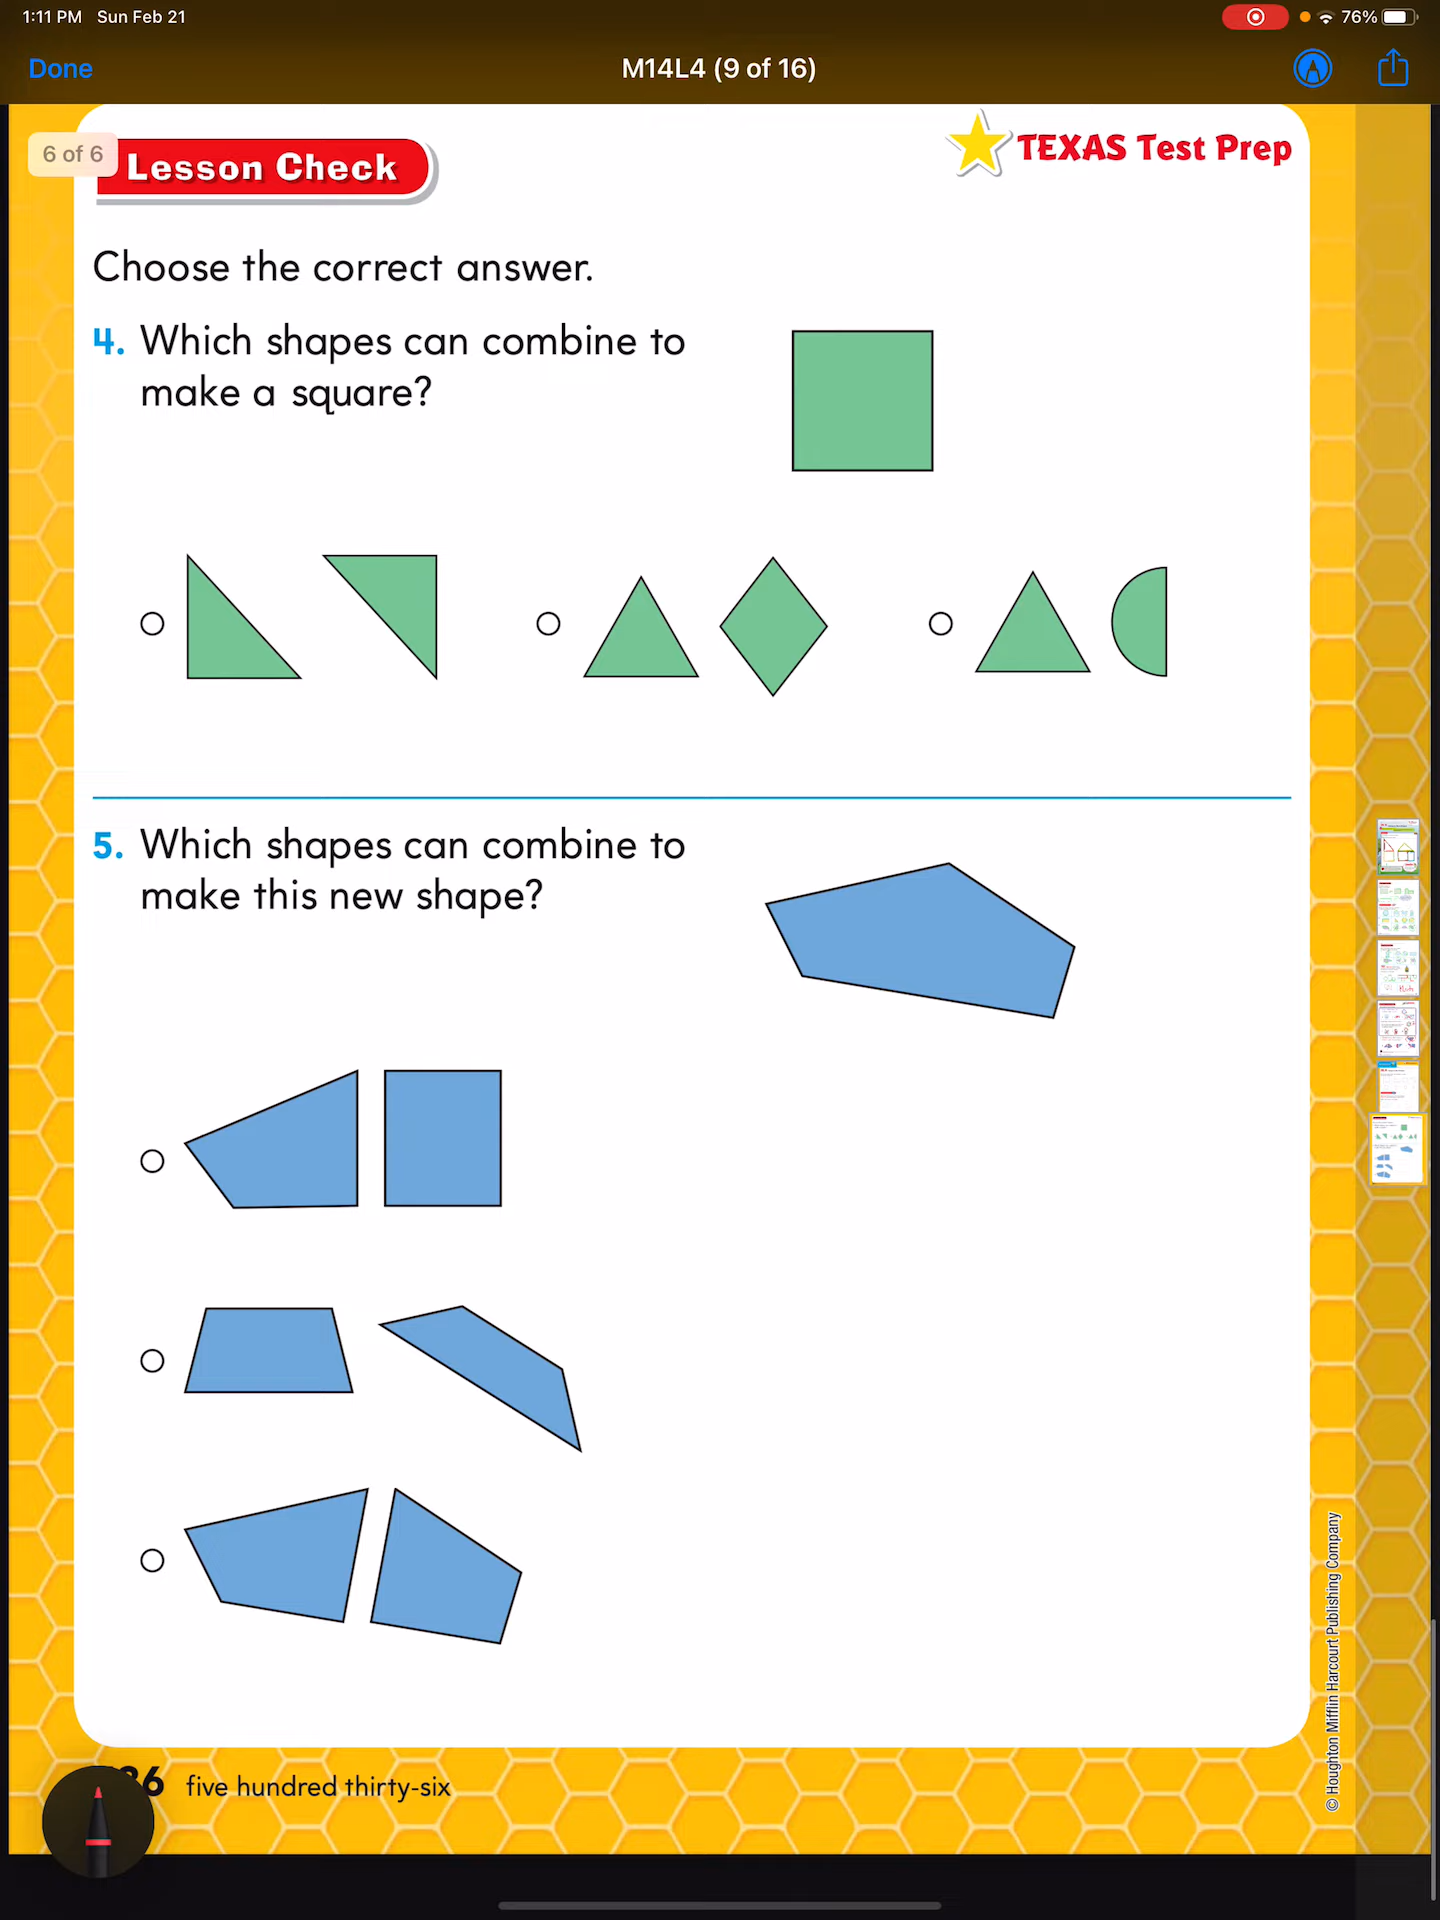 1:11 PM Sun Feb 21
76%
Done
M14L4 (9 of 16)
6 of 6
Lesson Check
TEXAS Test Prep
Choose the correct answer.
4. Which shapes can combine to
make a square?
5. Which shapes can combine to
make this new shape?
© Houghton Mifflin Harcourt Publishing Company
five hundred thirty-six